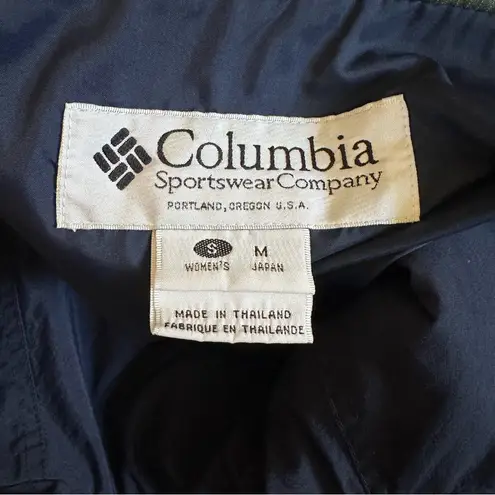 Columbia
Sportswear Company
PORTLAND, OREGON U.S.A.
S M
WOMEN'S JAPAN
MADE IN THAILAND
FABRIQUE EN THAILANDE